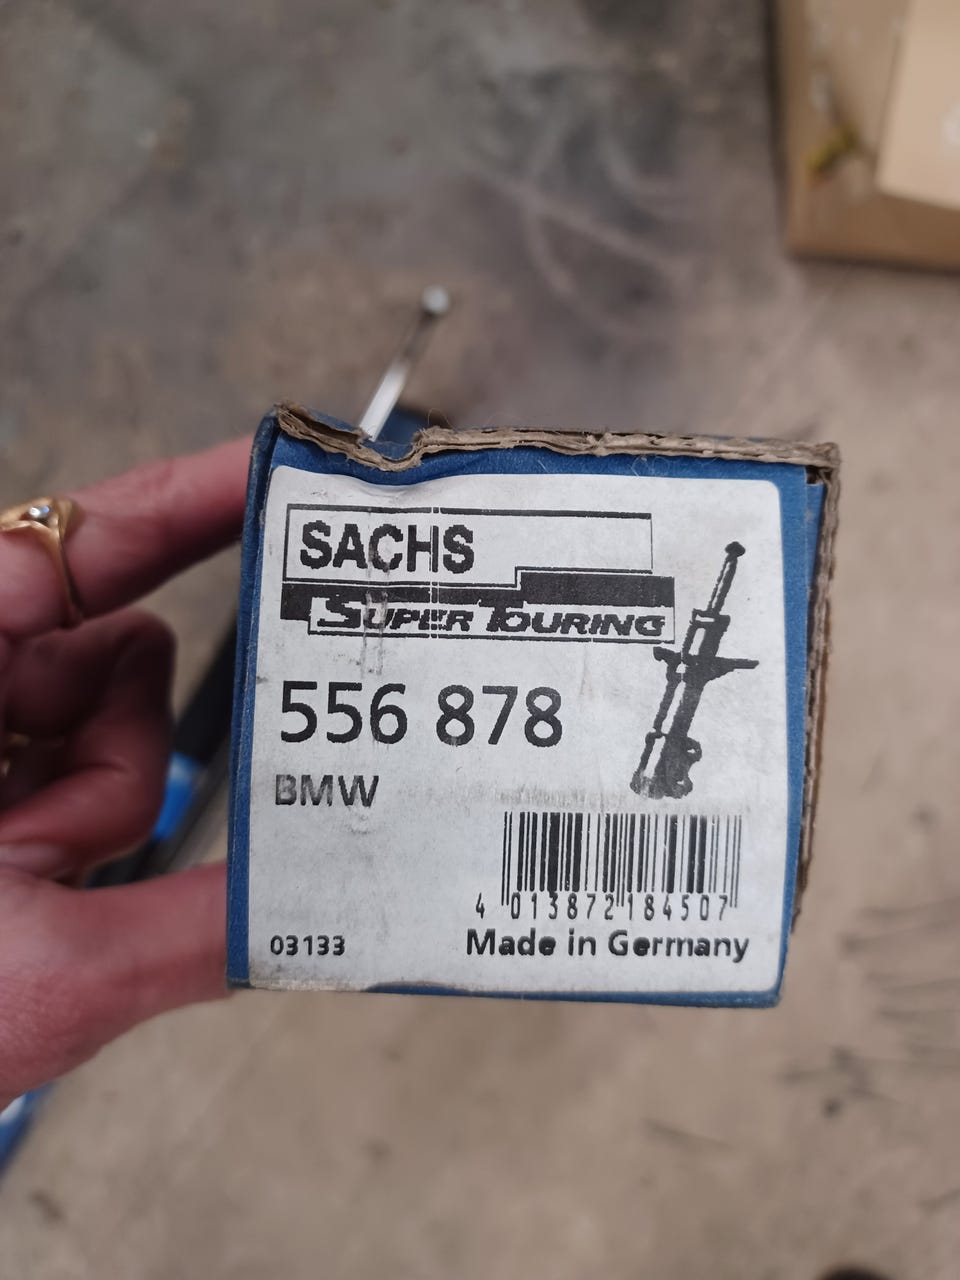 SACHS
SUPER TOURING
556 878
BMW
4 013872 184507
03133 Made in Germany